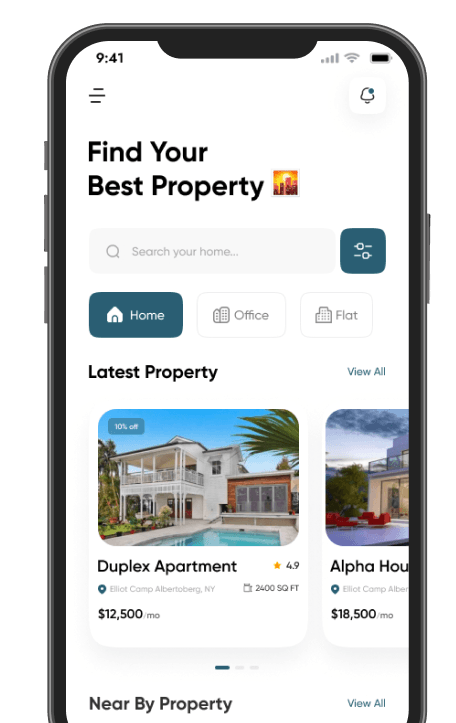 9:41
Find Your
Best Property
Search your home...
Home Office Flat
Latest Property View All
10% off
Duplex Apartment 4.9
Elliot Comp Albertoberg, NY 2400 SQ FT
$12,500/mo
Alpha Hou
Elliot Comp Alber
$18,500/mo
Near By Property View All